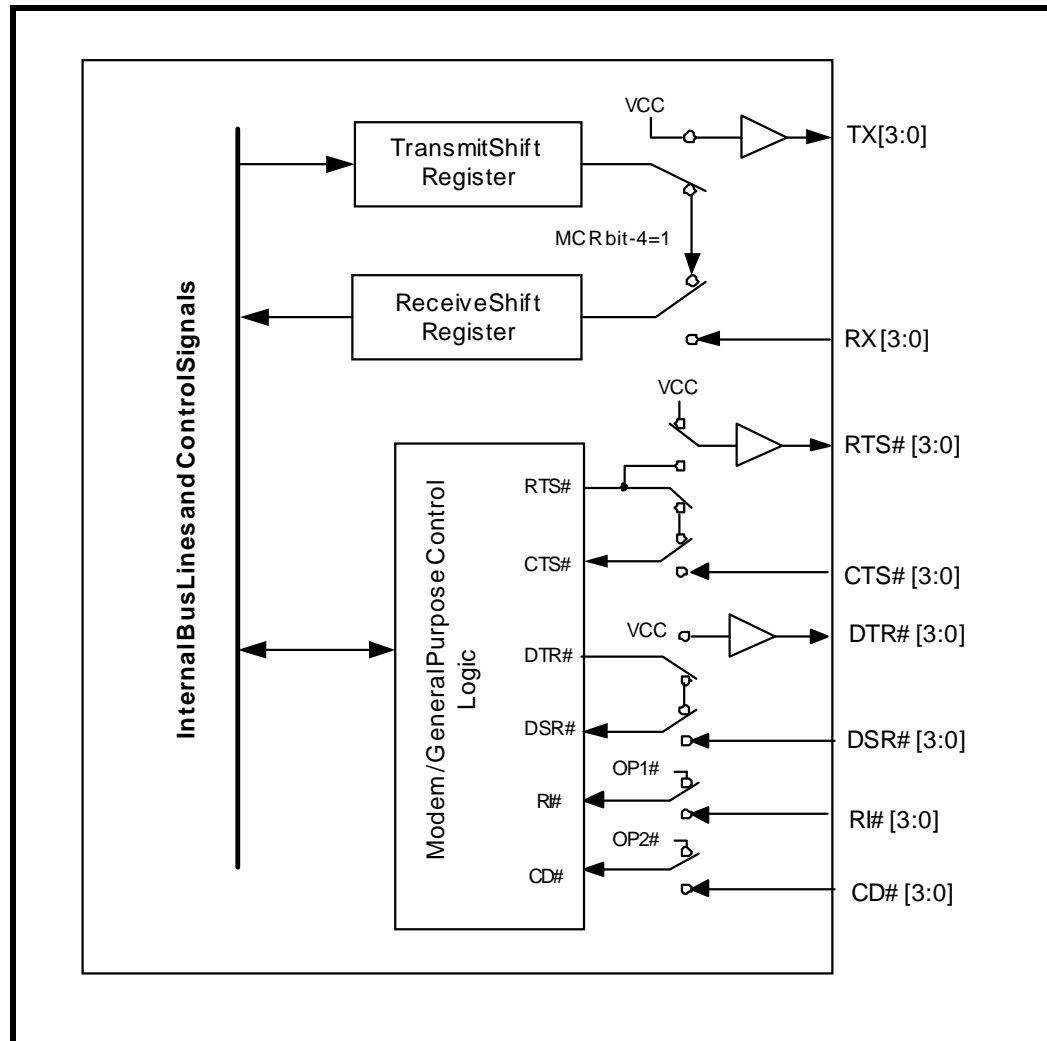 VCC
TX[3:0]
Transmit Shift
Register
MCR bit-4=1
Receive Shift
Register
RX [3:0]
Internal Bus Lines and Control Signals
VCC
RTS# [3:0]
Modem / General Purpose Control
Logic
RTS#
CTS#
CTS# [3:0]
VCC
DTR# [3:0]
DTR#
DSR#
DSR# [3:0]
OP1#
RI#
RI# [3:0]
OP2#
CD#
CD# [3:0]